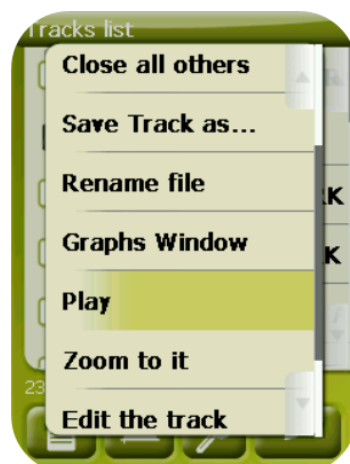 Tracks list
Close all others
Save Track as...
Rename file
Graphs Window
Play
Zoom to it
Edit the track